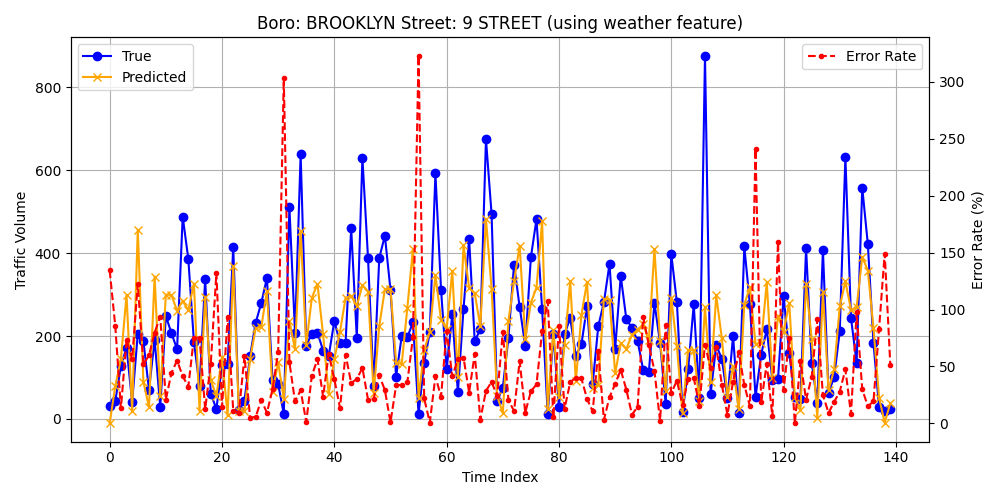 Boro: BROOKLYN Street: 9 STREET (using weather feature)
True
Predicted
Error Rate
Traffic Volume
800
600
400
200
0
300
250
200
150
100
50
0
Error Rate (%)
0 20 40 60 80 100 120 140
Time Index